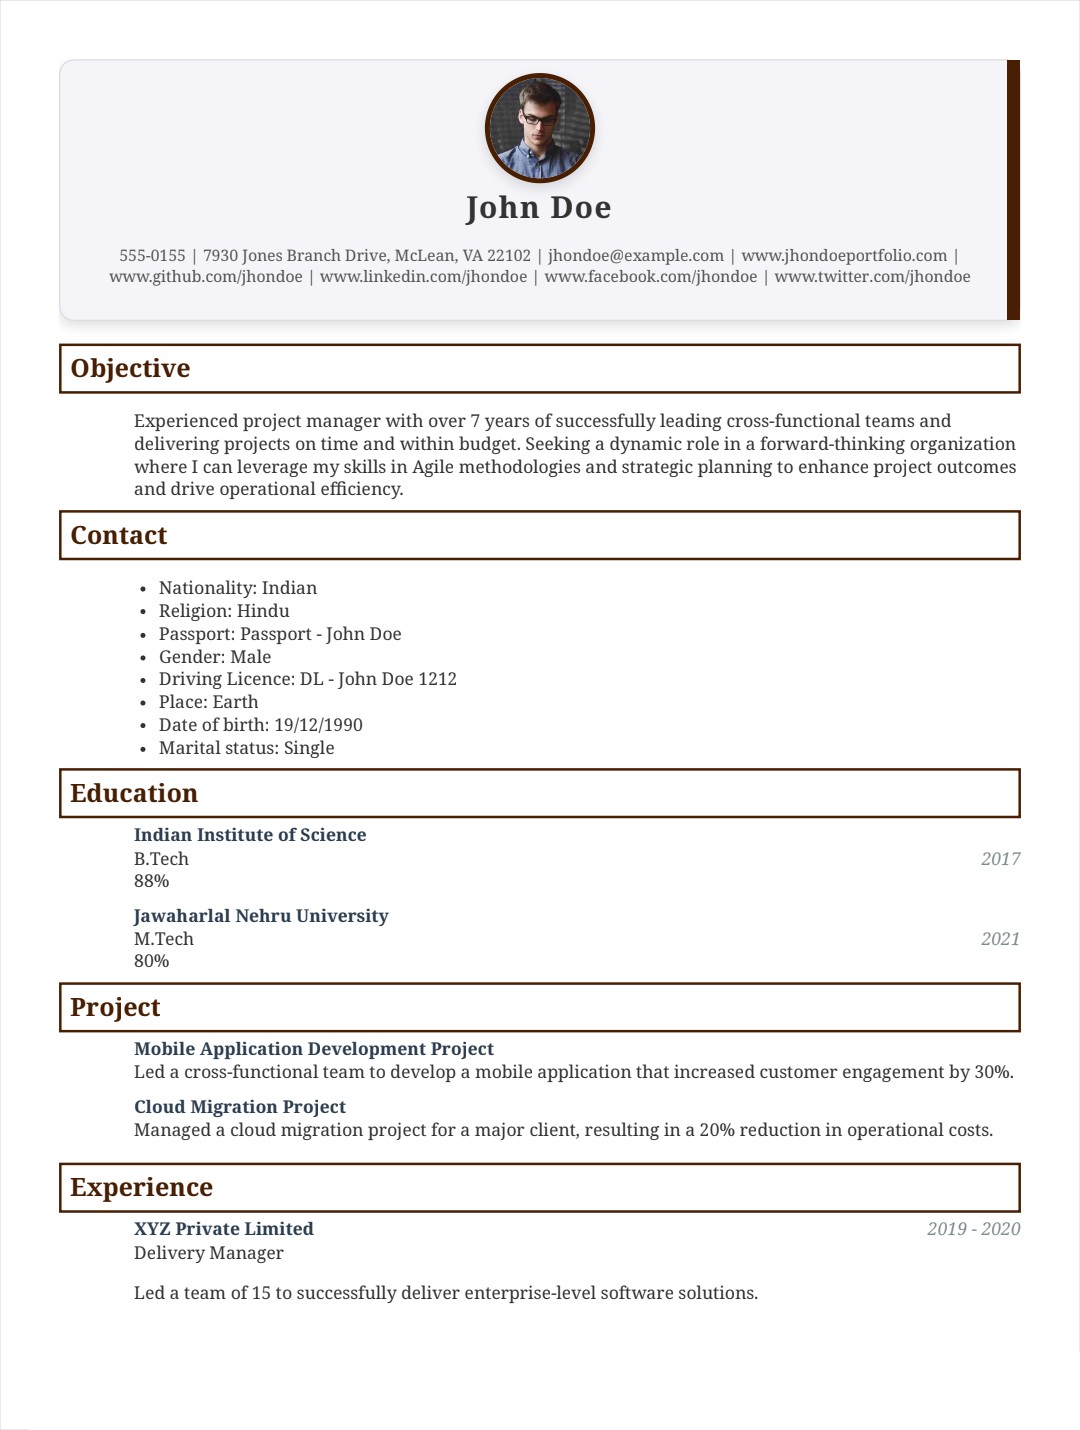 John Doe
555-0155 | 7930 Jones Branch Drive, McLean, VA 22102 | jhondoe@example.com | www.jhondoeportfolio.com |
www.github.com/jhondoe | www.linkedin.com/jhondoe | www.facebook.com/jhondoe | www.twitter.com/jhondoe
Objective
Experienced project manager with over 7 years of successfully leading cross-functional teams and
delivering projects on time and within budget. Seeking a dynamic role in a forward-thinking organization
where I can leverage my skills in Agile methodologies and strategic planning to enhance project outcomes
and drive operational efficiency.
Contact
• Nationality: Indian
• Religion: Hindu
• Passport: Passport - John Doe
• Gender: Male
• Driving Licence: DL - John Doe 1212
• Place: Earth
• Date of birth: 19/12/1990
• Marital status: Single
Education
Indian Institute of Science
B.Tech 2017
88%
Jawaharlal Nehru University
M.Tech 2021
80%
Project
Mobile Application Development Project
Led a cross-functional team to develop a mobile application that increased customer engagement by 30%.
Cloud Migration Project
Managed a cloud migration project for a major client, resulting in a 20% reduction in operational costs.
Experience
XYZ Private Limited 2019 - 2020
Delivery Manager
Led a team of 15 to successfully deliver enterprise-level software solutions.